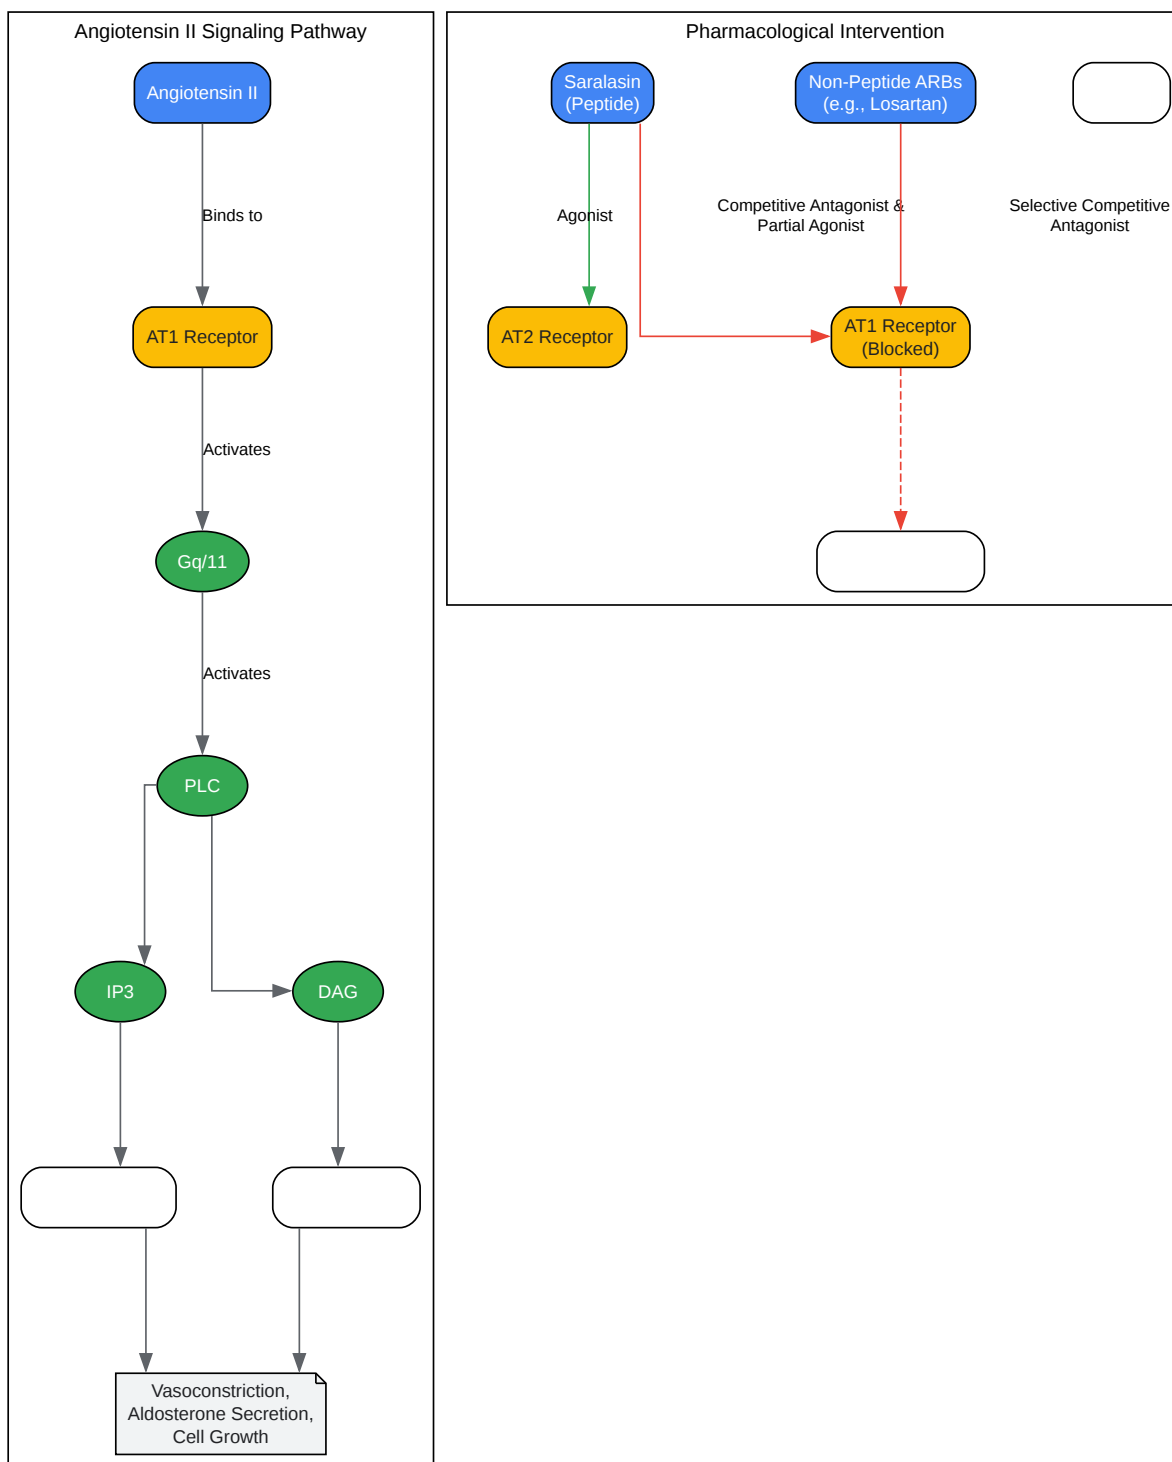 Angiotensin II Signaling Pathway
Angiotensin II
Binds to
AT1 Receptor
Activates
Gq/11
Activates
PLC
IP3
DAG
Vasoconstriction,
Aldosterone Secretion,
Cell Growth
Pharmacological Intervention
Saralasin
(Peptide)
Non-Peptide ARBs
(e.g., Losartan)
Agonist
Competitive Antagonist &
Partial Agonist
Selective Competitive
Antagonist
AT2 Receptor
AT1 Receptor
(Blocked)